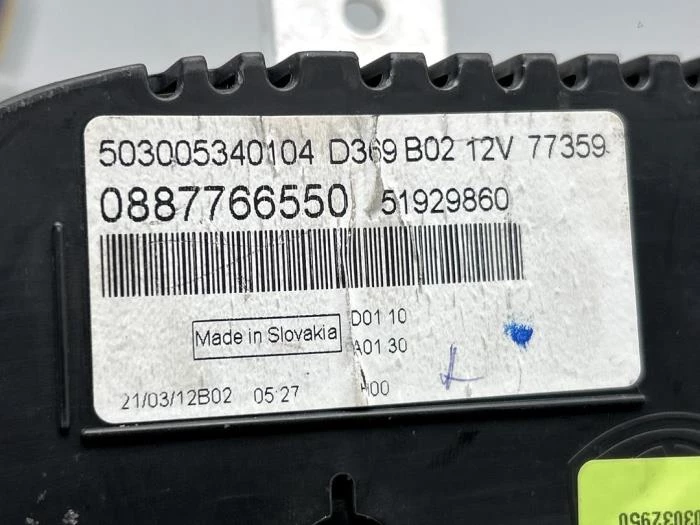 503005340104 D369 B02 12V 77359
0887766550 51929860
Made in Slovakia
D01 10
A01 30
21/03/12B02 05:27 H00